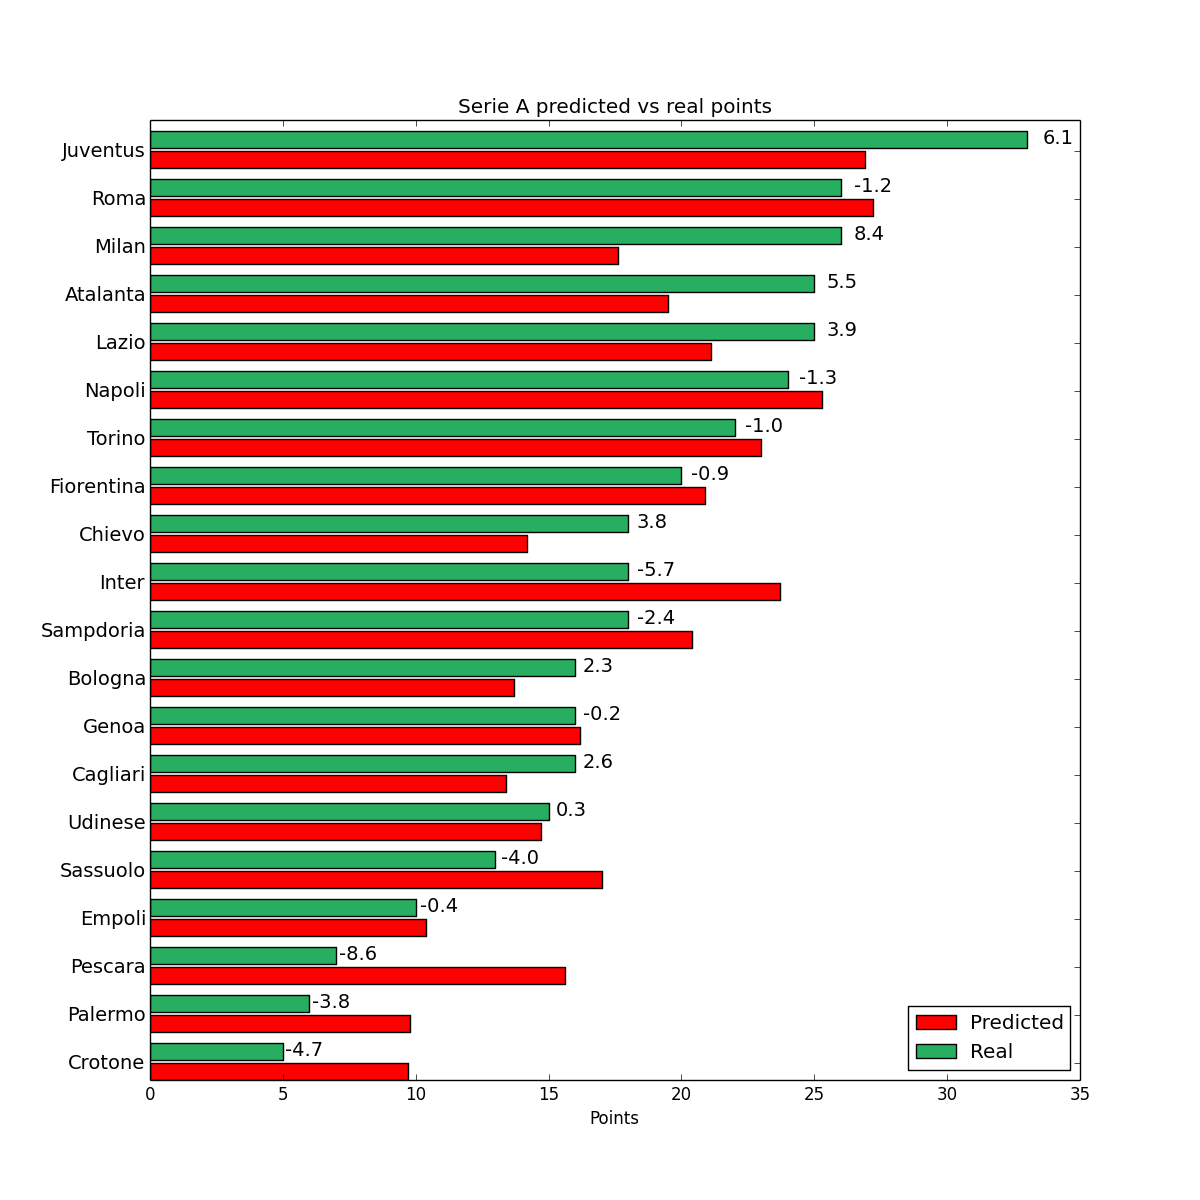 Serie A predicted vs real points
Juventus 6.1
Roma -1.2
Milan 8.4
Atalanta 5.5
Lazio 3.9
Napoli -1.3
Torino -1.0
Fiorentina -0.9
Chievo 3.8
Inter -5.7
Sampdoria -2.4
Bologna 2.3
Genoa -0.2
Cagliari 2.6
Udinese 0.3
Sassuolo -4.0
Empoli -0.4
Pescara -8.6
Palermo -3.8
Crotone -4.7
Predicted
Real
0 5 10 15 20 25 30 35
Points